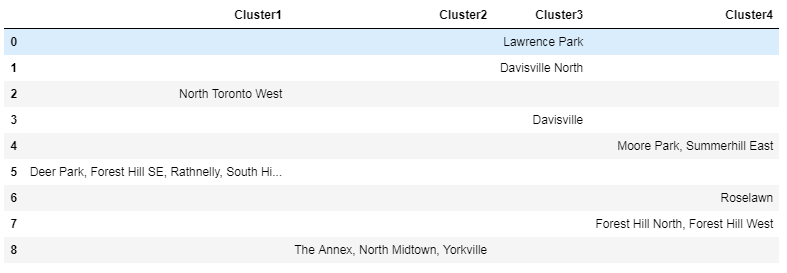 Cluster1 Cluster2 Cluster3 Cluster4
0 Lawrence Park
1 Davisville North
2 North Toronto West
3 Davisville
4 Moore Park, Summerhill East
5 Deer Park, Forest Hill SE, Rathnelly, South Hi...
6 Roselawn
7 Forest Hill North, Forest Hill West
8 The Annex, North Midtown, Yorkville